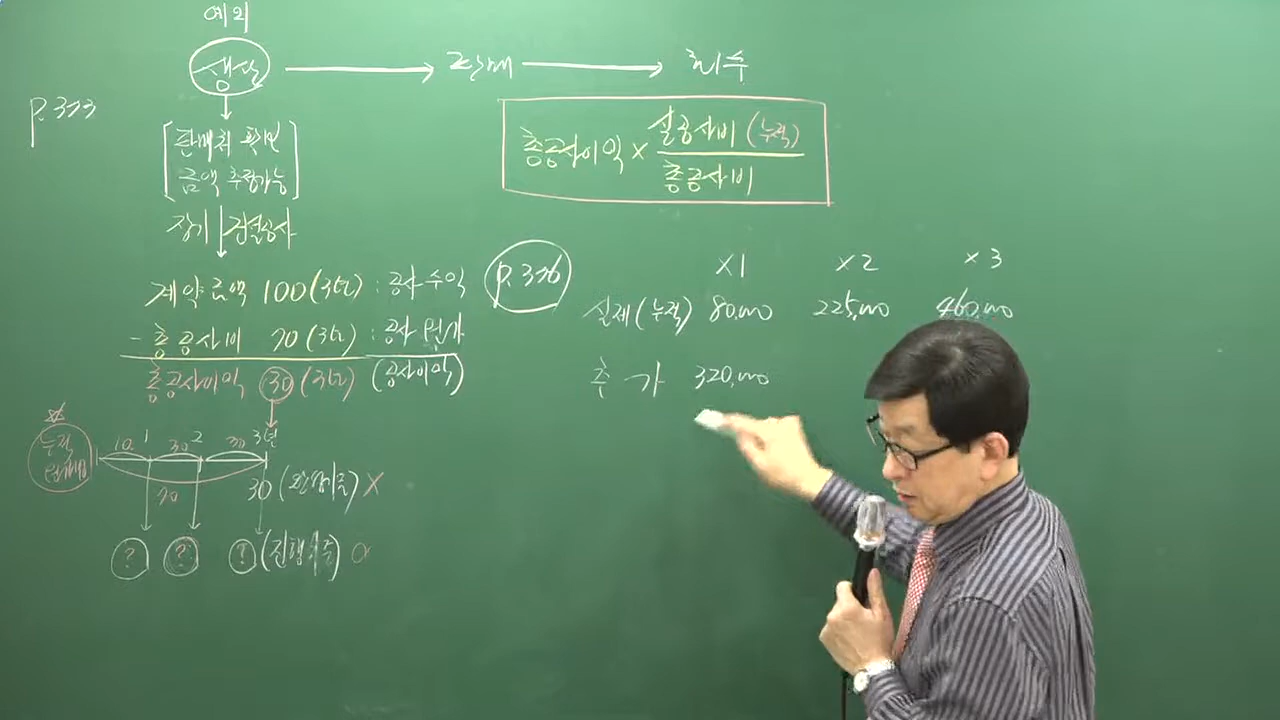 예외
생산 → 판매 → 회수
P.373
[판매처 확인
금액 추정가능]
장기 건설공사
총공사이익 × 실공사비(누적) / 총공사비
계약금액 100(3년) : 공사수익
- 총공사비 70(3년) : 공사원가
총공사이익 30(3년) (공사이익)
P.376
×1 ×2 ×3
실제(누적) 80,000 225,000 460,000
추가 320,000
누적
10 1 30 2 30 3년
70
30 (완성기준) ×
? ? ? (진행기준) ○